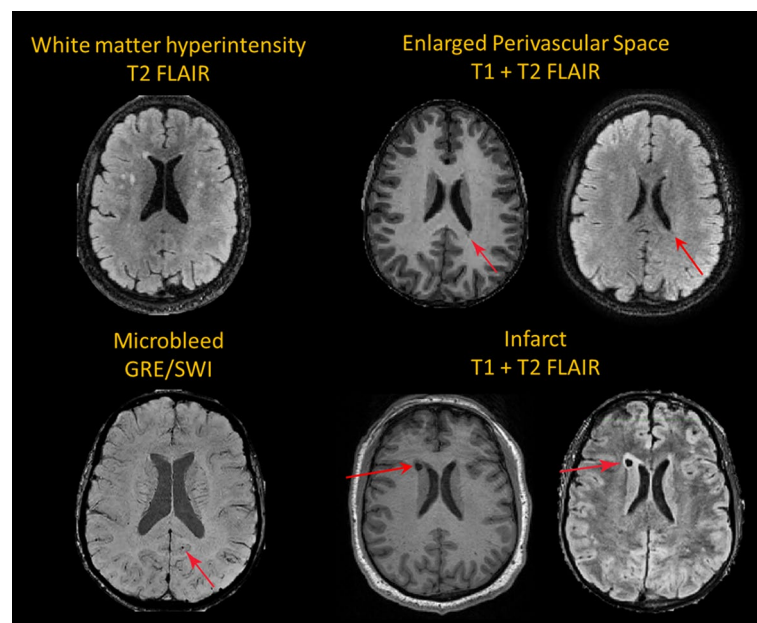 White matter hyperintensity
T2 FLAIR
Enlarged Perivascular Space
T1 + T2 FLAIR
Microbleed
GRE/SWI
Infarct
T1 + T2 FLAIR